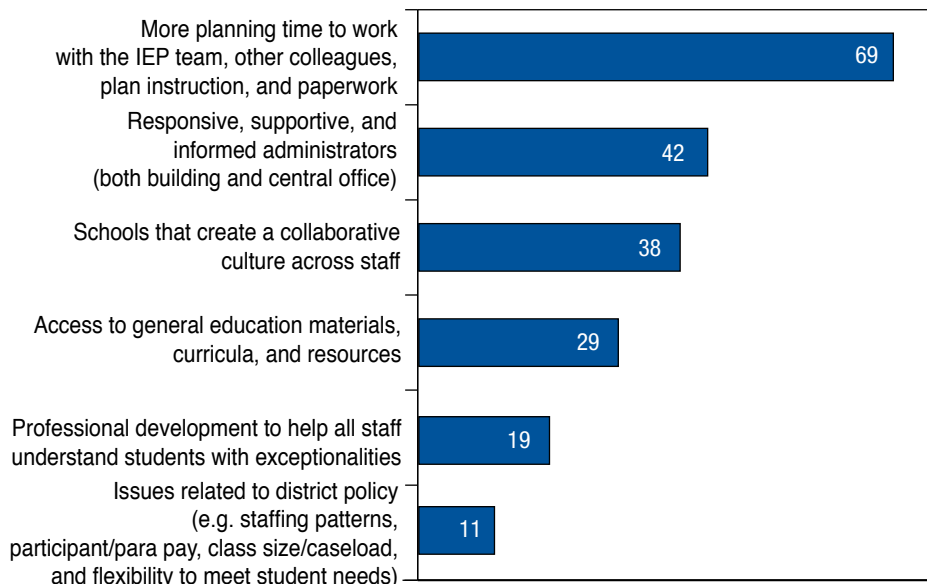 More planning time to work
with the IEP team, other colleagues,
plan instruction, and paperwork
69
Responsive, supportive, and
informed administrators
(both building and central office)
42
Schools that create a collaborative
culture across staff
38
Access to general education materials,
curricula, and resources
29
Professional development to help all staff
understand students with exceptionalities
19
Issues related to district policy
(e.g. staffing patterns,
participant/para pay, class size/caseload,
and flexibility to meet student needs)
11